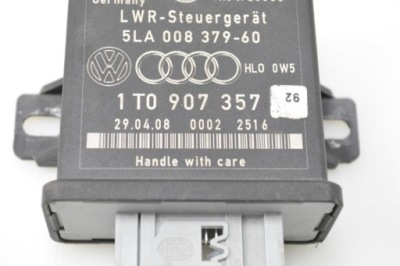 Germany
LWR-Steuergerät
5LA 008 379-60
HLO 0W5
1T0 907 357
92
29.04.08 0002 2516
Handle with care